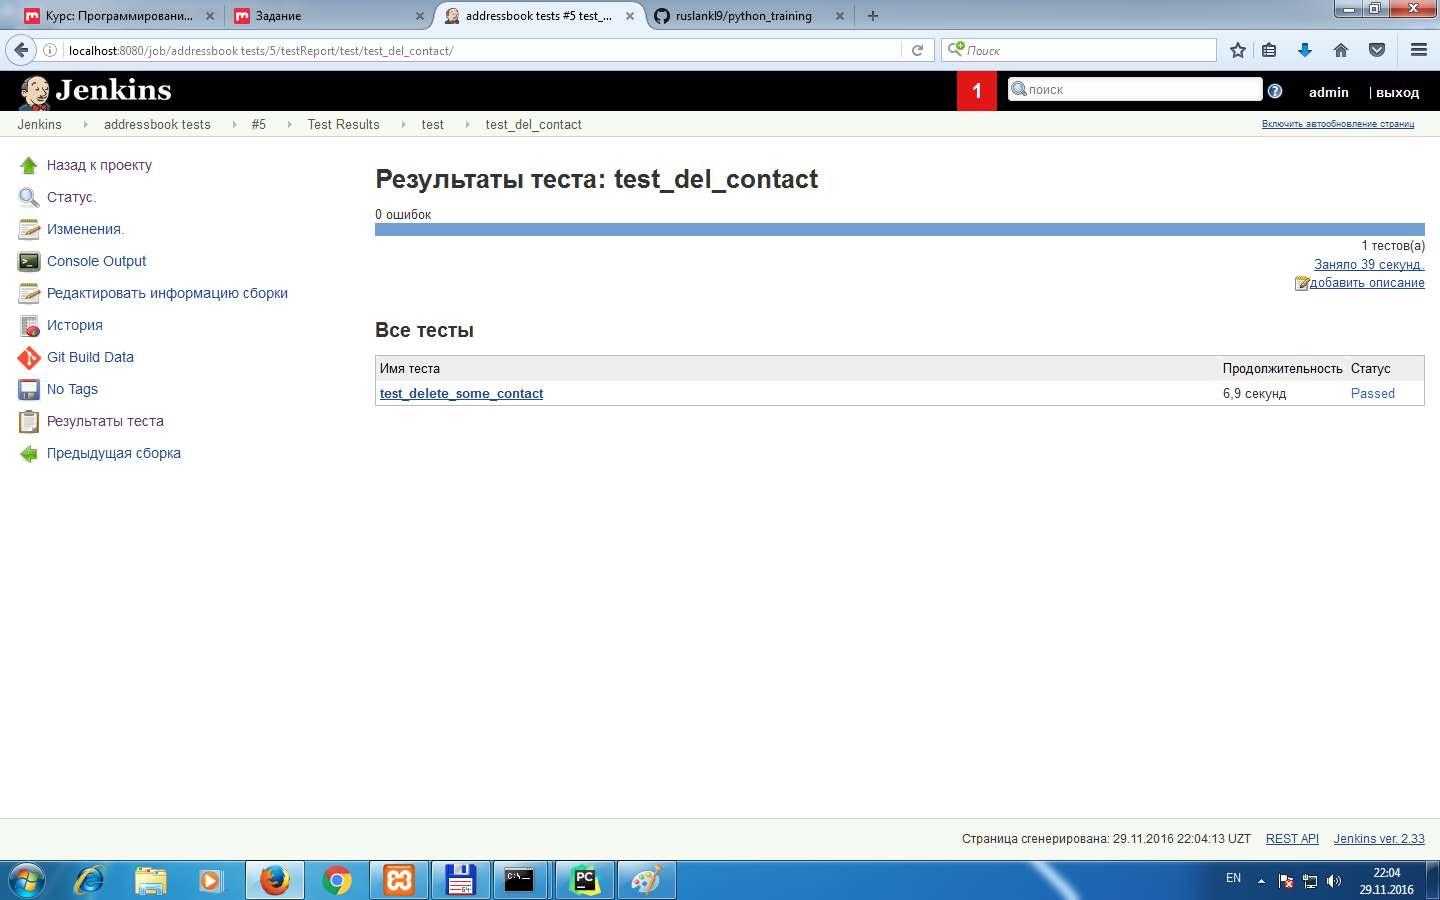 Курс: Программировани...
Задание
addressbook tests #5 test_...
ruslankl9/python_training
localhost:8080/job/addressbook tests/5/testReport/test/test_del_contact/
Поиск
Jenkins
1
поиск
?
admin
| выход
Jenkins
addressbook tests
#5
Test Results
test
test_del_contact
Включить автообновление страниц
Назад к проекту
Статус.
Изменения.
Console Output
Редактировать информацию сборки
История
Git Build Data
No Tags
Результаты теста
Предыдущая сборка
Результаты теста: test_del_contact
0 ошибок
1 тестов(а)
Заняло 39 секунд.
добавить описание
Все тесты
Имя теста Продолжительность Статус
test_delete_some_contact 6,9 секунд Passed
Страница сгенерирована: 29.11.2016 22:04:13 UZT
REST API
Jenkins ver. 2.33
64
C:\.
PC
EN
22:04
29.11.2016